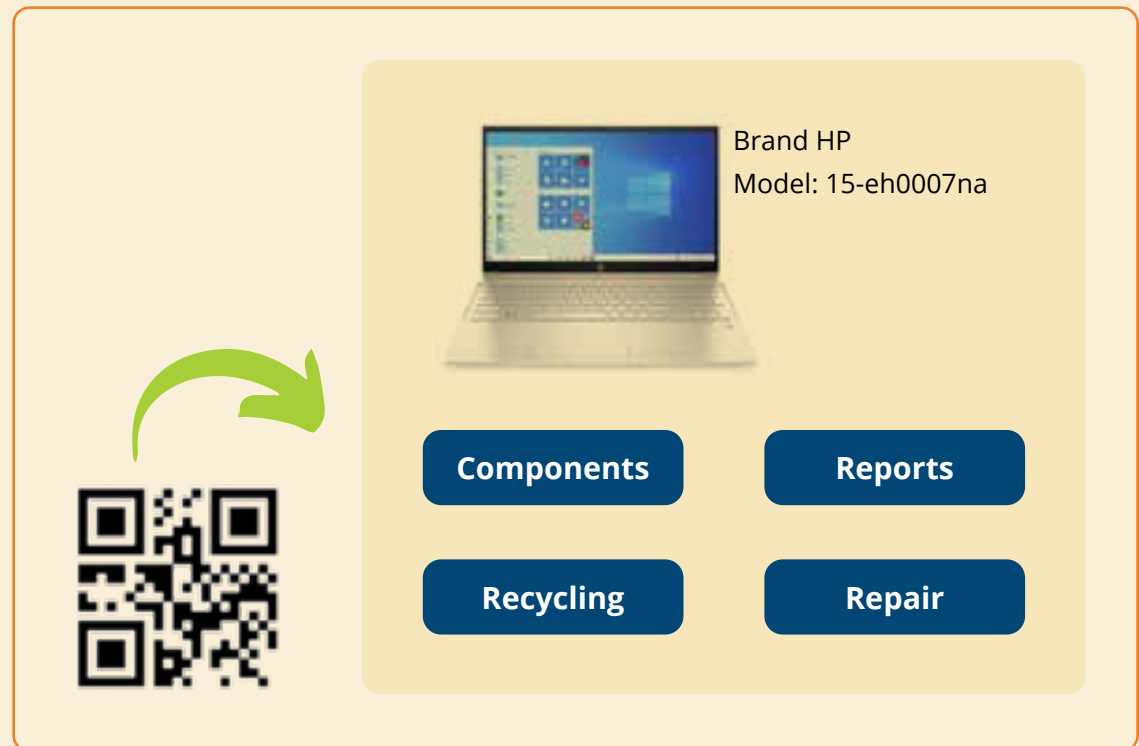 Brand HP
Model: 15-eh0007na
Components
Reports
Recycling
Repair